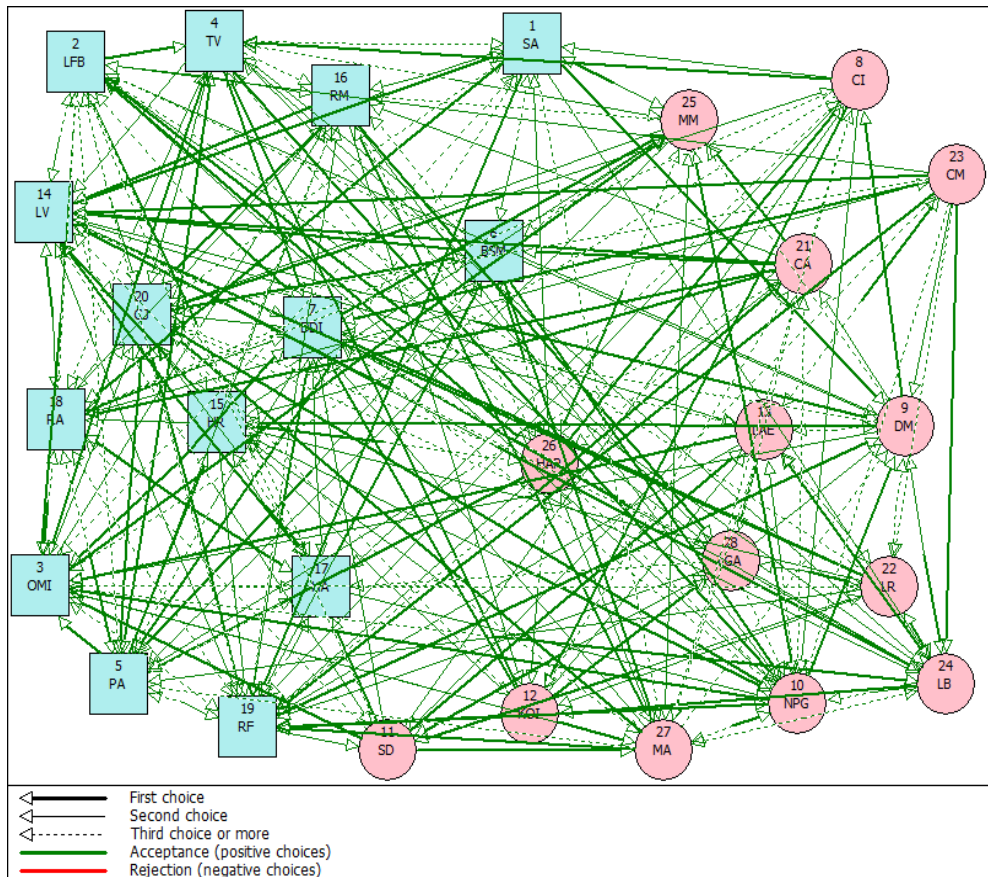 4
TV
1
SA
2
LFB
8
CI
16
RM
25
MM
23
CM
14
LV
BSM
21
CA
20
7
18
RA
15
9
DM
26
3
OMI
17
GA
22
LR
5
PA
24
LB
19
RF
12
10
NPG
11
SD
27
MA
First choice
Second choice
Third choice or more
Acceptance (positive choices)
Rejection (negative choices)